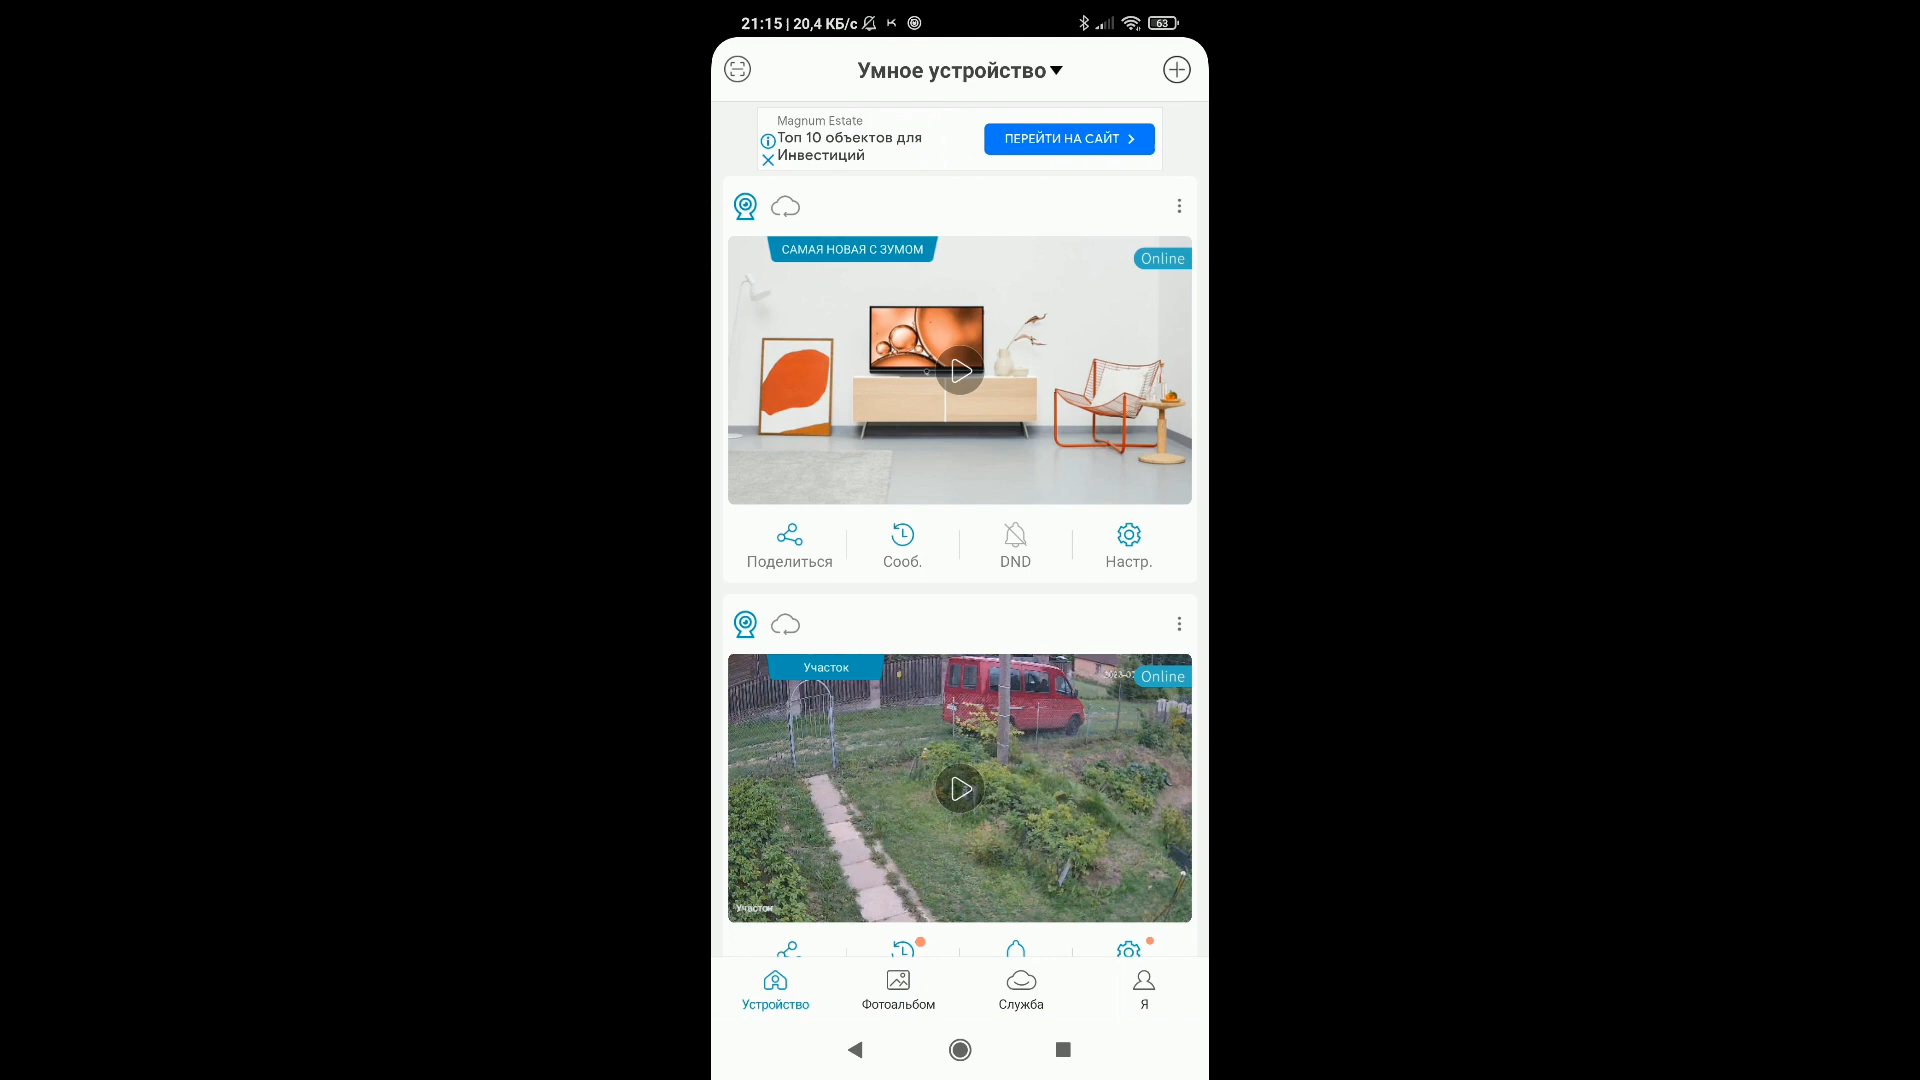 21:15 | 20,4 КБ/с
63
Умное устройство
Magnum Estate
Топ 10 объектов для
Инвестиций
ПЕРЕЙТИ НА САЙТ
САМАЯ НОВАЯ С ЗУМОМ
Online
Поделиться
Сооб.
DND
Настр.
Участок
Online
Участок
Устройство
Фотоальбом
Служба
Я